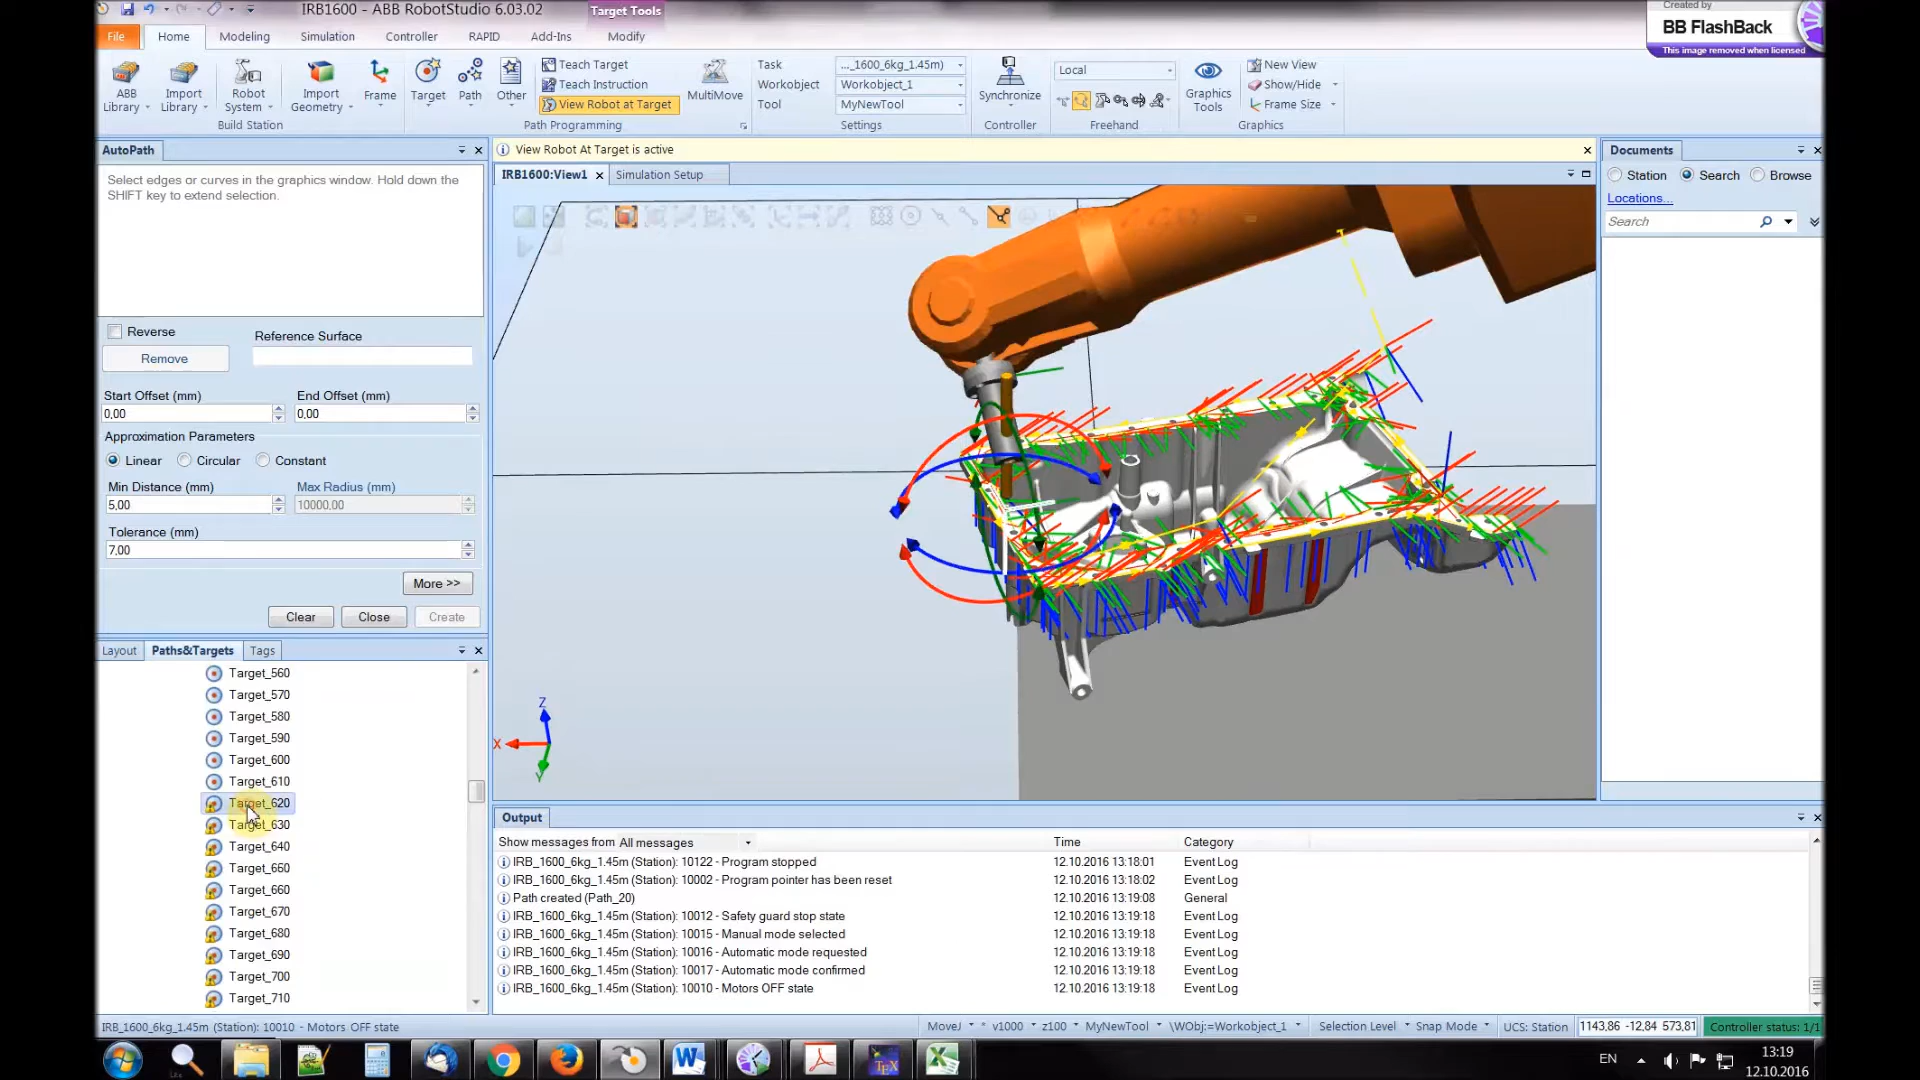 IRB1600 - ABB RobotStudio 6.03.02
Target Tools
Created by
BB FlashBack
This image removed when licensed
File
Home
Modeling
Simulation
Controller
RAPID
Add-Ins
Modify
ABB Library
Import Library
Robot System
Import Geometry
Frame
Build Station
Target
Path
Other
Teach Target
Teach Instruction
View Robot at Target
Path Programming
MultiMove
Task
..._1600_6kg_1.45m)
Workobject
Workobject_1
Tool
MyNewTool
Settings
Synchronize
Controller
Local
Freehand
Graphics Tools
New View
Show/Hide
Frame Size
Graphics
AutoPath
Select edges or curves in the graphics window. Hold down the
SHIFT key to extend selection.
Reverse
Remove
Reference Surface
Start Offset (mm)
End Offset (mm)
0,00
0,00
Approximation Parameters
Linear
Circular
Constant
Min Distance (mm)
Max Radius (mm)
5,00
10000.00
Tolerance (mm)
7,00
More >>
Clear
Close
Create
View Robot At Target is active
IRB1600:View1
Simulation Setup
Z
X
Y
Documents
Station
Search
Browse
Locations...
Search
Layout
Paths&Targets
Tags
Target_560
Target_570
Target_580
Target_590
Target_600
Target_610
Target_620
Target_630
Target_640
Target_660
Target_660
Target_670
Target_680
Target_690
Target_700
Target_710
Output
Show messages from All messages
Time
Category
IRB_1600_6kg_1.45m (Station): 10122 - Program stopped 12.10.2016 13:18:01 Event Log
IRB_1600_6kg_1.45m (Station): 10002 - Program pointer has been reset 12.10.2016 13:18:02 Event Log
Path created (Path_20) 12.10.2016 13:19:08 General
IRB_1600_6kg_1.45m (Station): 10012 - Safety guard stop state 12.10.2016 13:19:18 Event Log
IRB_1600_6kg_1.45m (Station): 10015 - Manual mode selected 12.10.2016 13:19:18 Event Log
IRB_1600_6kg_1.45m (Station): 10016 - Automatic mode requested 12.10.2016 13:19:18 Event Log
IRB_1600_6kg_1.45m (Station): 10017 - Automatic mode confirmed 12.10.2016 13:19:18 Event Log
IRB_1600_6kg_1.45m (Station): 10010 - Motors OFF state 12.10.2016 13:19:18 Event Log
IRB_1600_6kg_1.45m (Station): 10010 - Motors OFF state
MoveJ * v1000 z100 MyNewTool \WObj:=Workobject_1
Selection Level
Snap Mode
UCS: Station
1143,86 -12,84 573,81
Controller status: 1/1
EN
13:19
12.10.2016